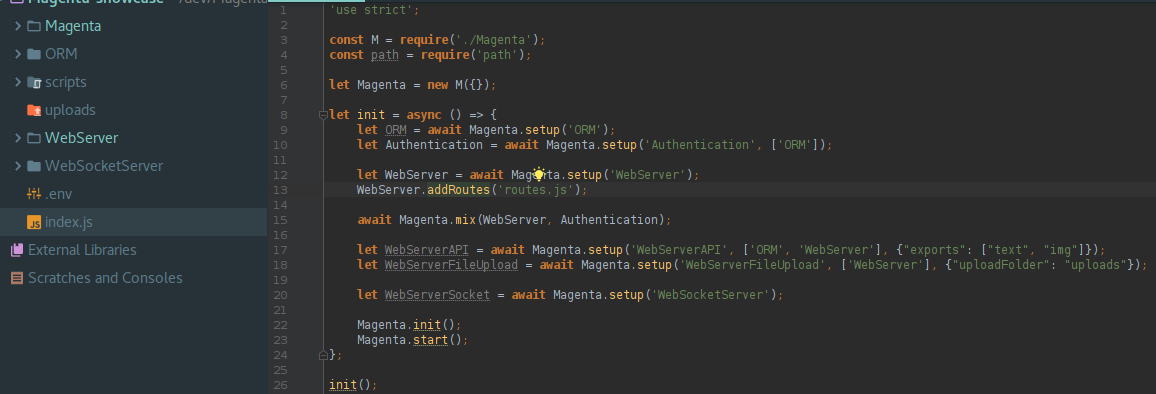 Magenta-showcase ~/dev/Magenta
Magenta
ORM
scripts
uploads
WebServer
WebSocketServer
.env
index.js
External Libraries
Scratches and Consoles
1 'use strict';
2
3 const M = require('./Magenta');
4 const path = require('path');
5
6 let Magenta = new M({});
7
8 let init = async () => {
9 let ORM = await Magenta.setup('ORM');
10 let Authentication = await Magenta.setup('Authentication', ['ORM']);
11
12 let WebServer = await Magenta.setup('WebServer');
13 WebServer.addRoutes('routes.js');
14
15 await Magenta.mix(WebServer, Authentication);
16
17 let WebServerAPI = await Magenta.setup('WebServerAPI', ['ORM', 'WebServer'], {"exports": ["text", "img"]});
18 let WebServerFileUpload = await Magenta.setup('WebServerFileUpload', ['WebServer'], {"uploadFolder": "uploads"});
19
20 let WebServerSocket = await Magenta.setup('WebSocketServer');
21
22 Magenta.init();
23 Magenta.start();
24 };
25
26 init();